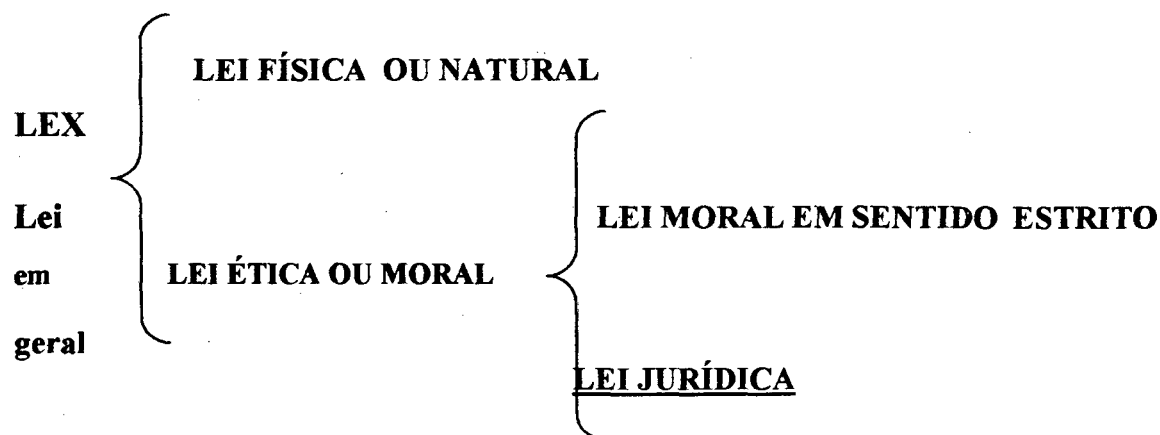 LEI FÍSICA OU NATURAL
LEX
Lei
em
geral
LEI ÉTICA OU MORAL
LEI MORAL EM SENTIDO ESTRITO
LEI JURÍDICA